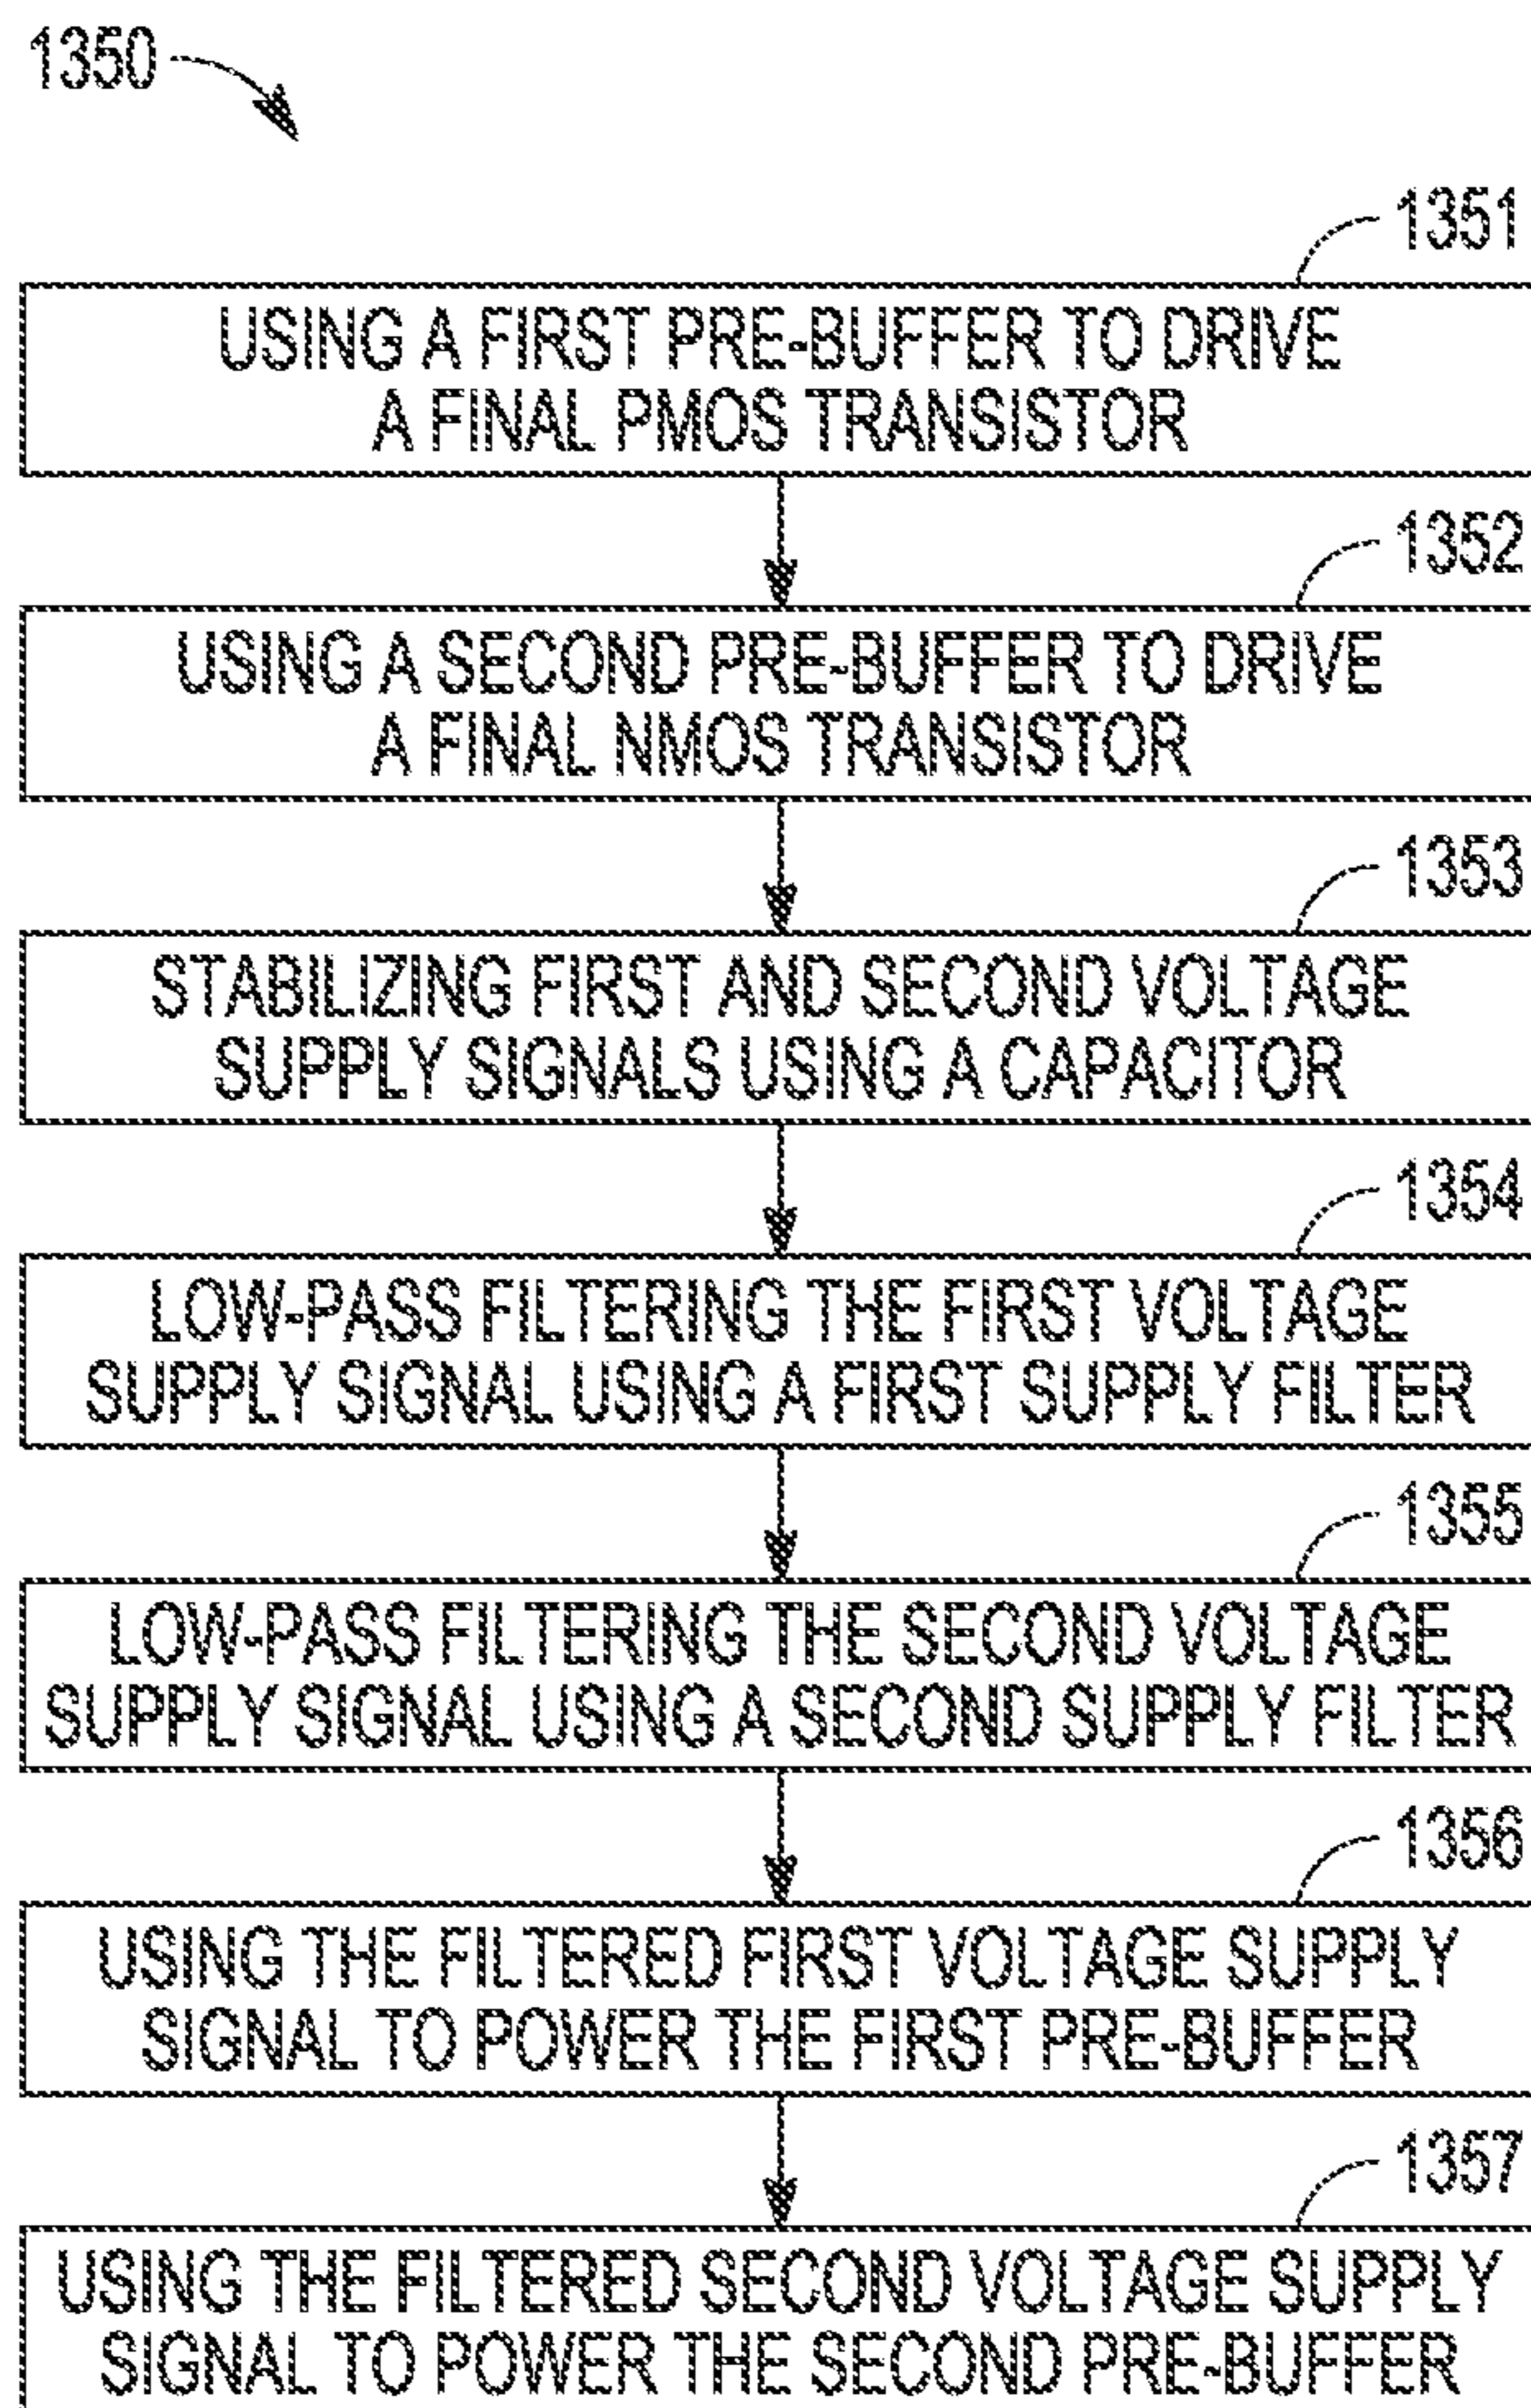 1350
1351
USING A FIRST PRE-BUFFER TO DRIVE
A FINAL PMOS TRANSISTOR
1352
USING A SECOND PRE-BUFFER TO DRIVE
A FINAL NMOS TRANSISTOR
1353
STABILIZING FIRST AND SECOND VOLTAGE
SUPPLY SIGNALS USING A CAPACITOR
1354
LOW-PASS FILTERING THE FIRST VOLTAGE
SUPPLY SIGNAL USING A FIRST SUPPLY FILTER
1355
LOW-PASS FILTERING THE SECOND VOLTAGE
SUPPLY SIGNAL USING A SECOND SUPPLY FILTER
1356
USING THE FILTERED FIRST VOLTAGE SUPPLY
SIGNAL TO POWER THE FIRST PRE-BUFFER
1357
USING THE FILTERED SECOND VOLTAGE SUPPLY
SIGNAL TO POWER THE SECOND PRE-BUFFER